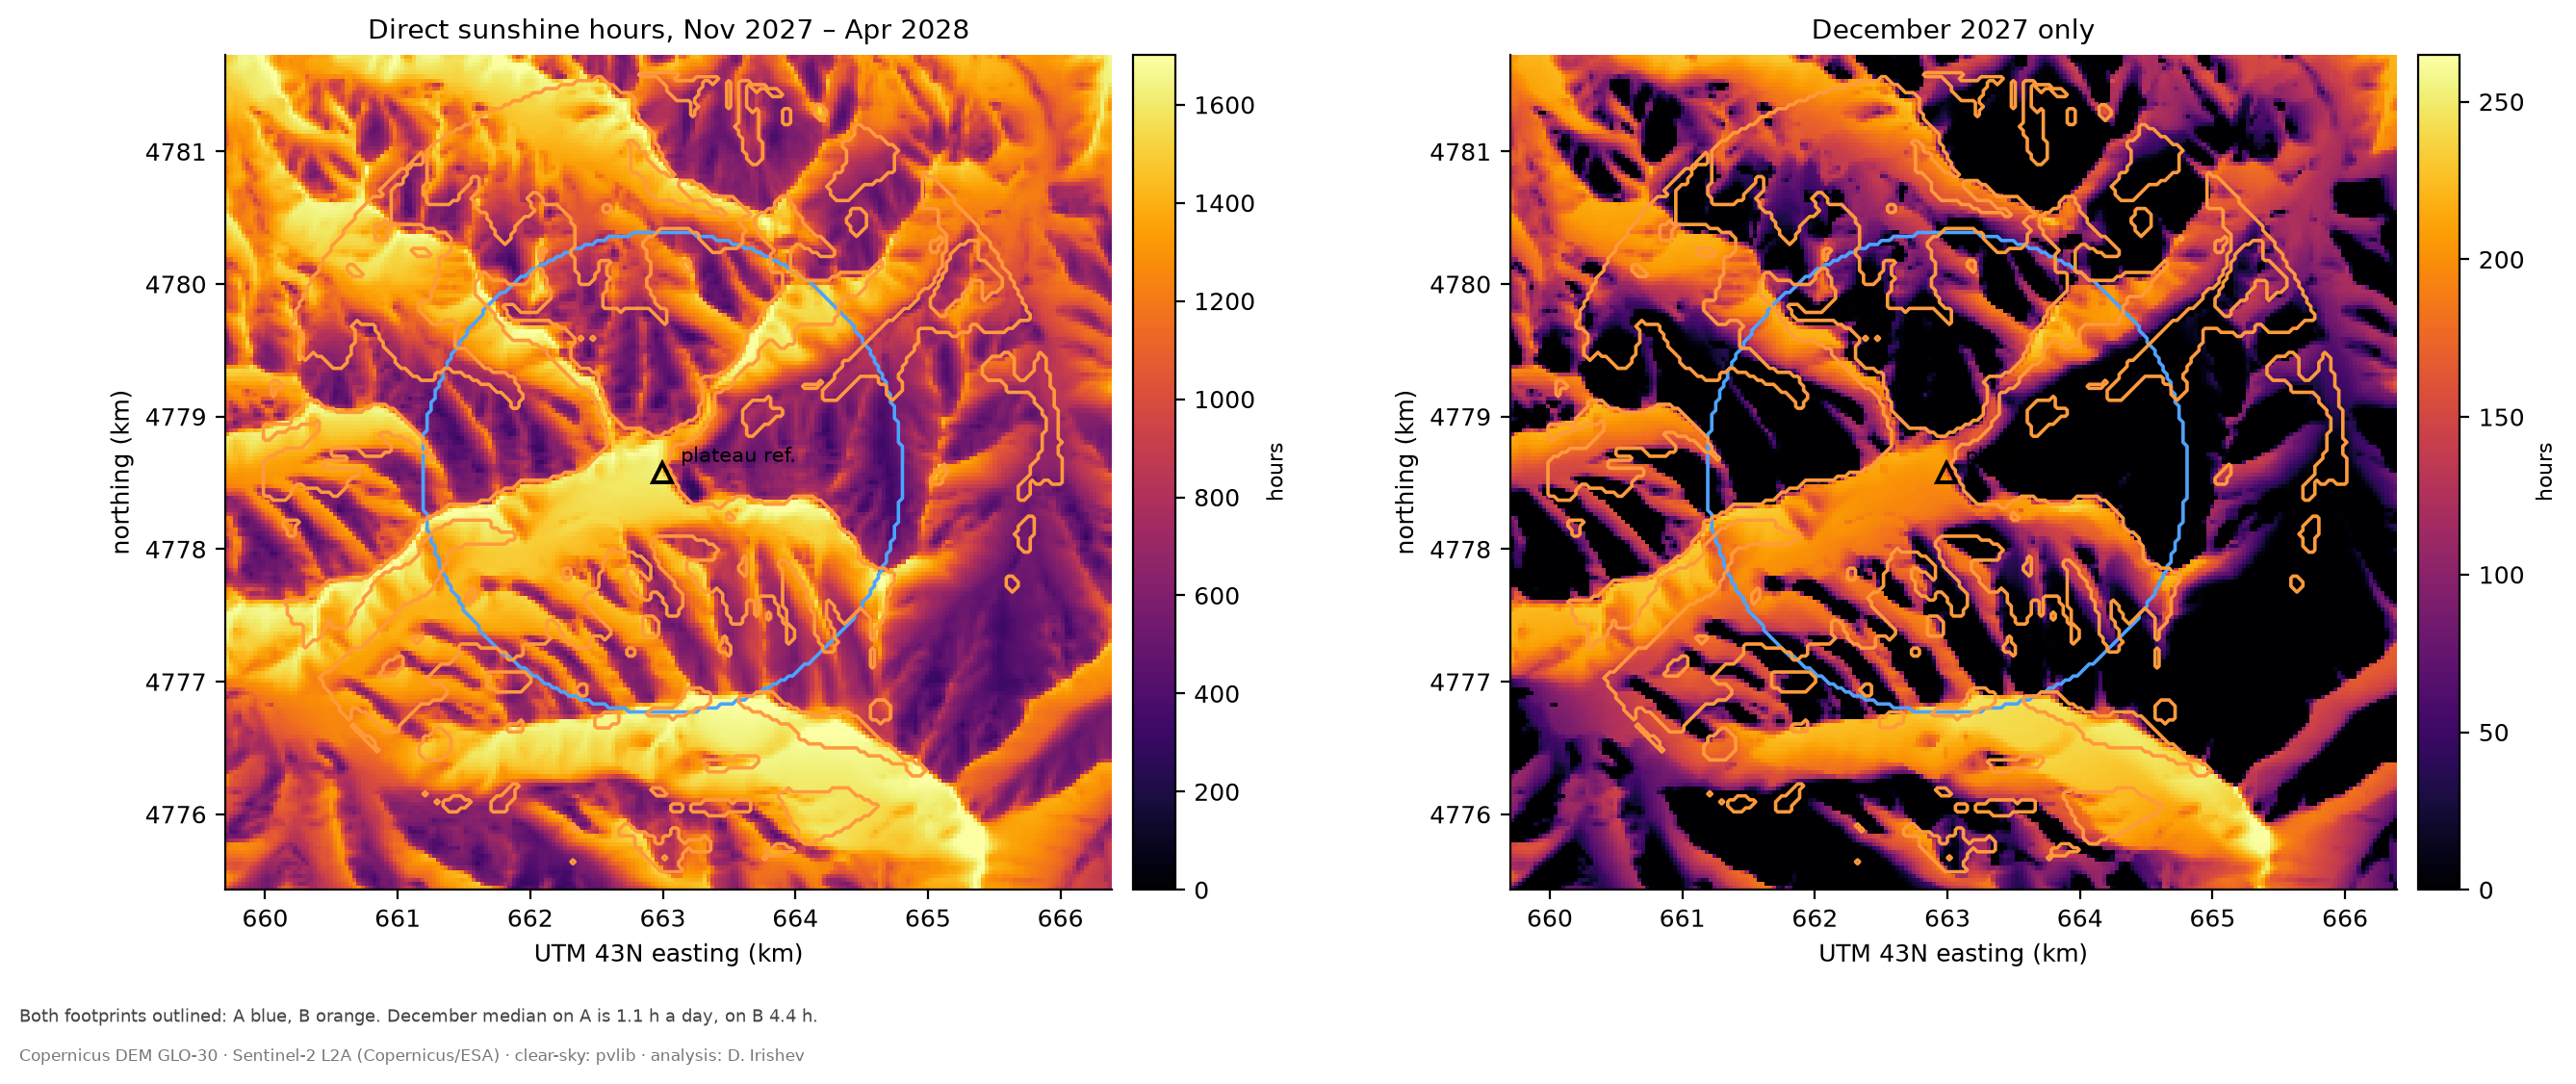 Direct sunshine hours, Nov 2027 – Apr 2028
4781
4780
4779
4778
4777
4776
northing (km)
plateau ref.
660 661 662 663 664 665 666
UTM 43N easting (km)
1600
1400
1200
1000
800
600
400
200
0
hours
December 2027 only
4781
4780
4779
4778
4777
4776
northing (km)
660 661 662 663 664 665 666
UTM 43N easting (km)
250
200
150
100
50
0
hours
Both footprints outlined: A blue, B orange. December median on A is 1.1 h a day, on B 4.4 h.
Copernicus DEM GLO-30 · Sentinel-2 L2A (Copernicus/ESA) · clear-sky: pvlib · analysis: D. Irishev